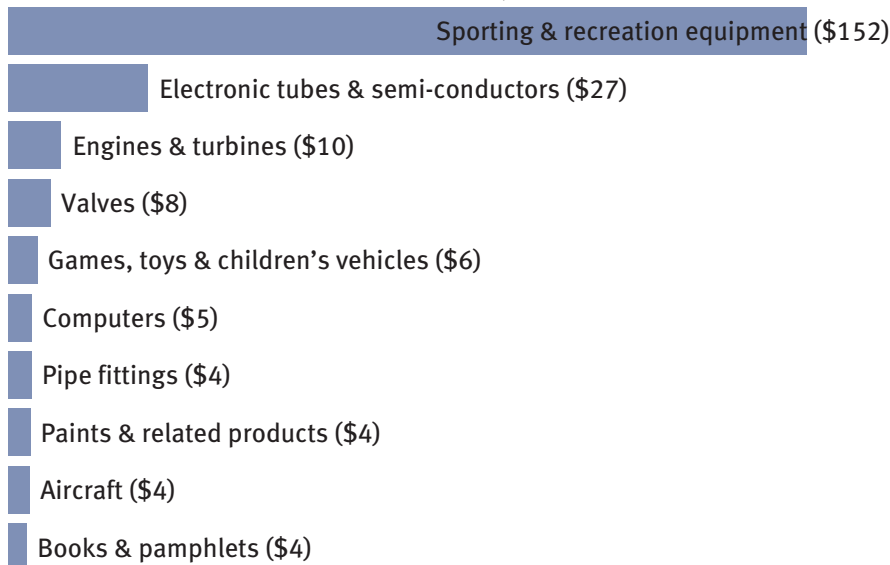 Sporting & recreation equipment ($152)
Electronic tubes & semi-conductors ($27)
Engines & turbines ($10)
Valves ($8)
Games, toys & children’s vehicles ($6)
Computers ($5)
Pipe fittings ($4)
Paints & related products ($4)
Aircraft ($4)
Books & pamphlets ($4)